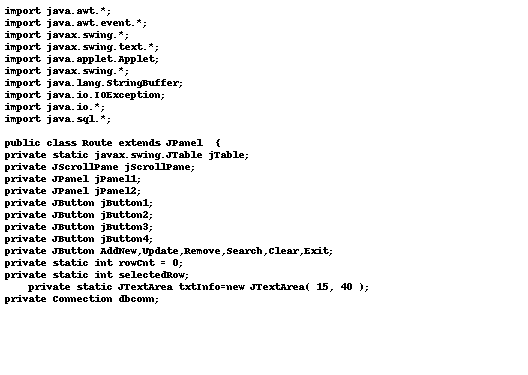 import java.awt.*;
import java.awt.event.*;
import javax.swing.*;
import javax.swing.text.*;
import java.applet.Applet;
import javax.swing.*;
import java.lang.StringBuffer;
import java.io.IOException;
import java.io.*;
import java.sql.*;
public class Route extends JPanel  {
private static javax.swing.JTable jTable;
private JScrollPane jScrollPane;
private JPanel jPanel1;
private JPanel jPanel2;
private JButton jButton1;
private JButton jButton2;
private JButton jButton3;
private JButton jButton4;
private JButton AddNew,Update,Remove,Search,Clear,Exit;
private static int rowCnt = 0;
private static int selectedRow;
    private static JTextArea txtInfo=new JTextArea( 15, 40 );
private Connection dbconn;